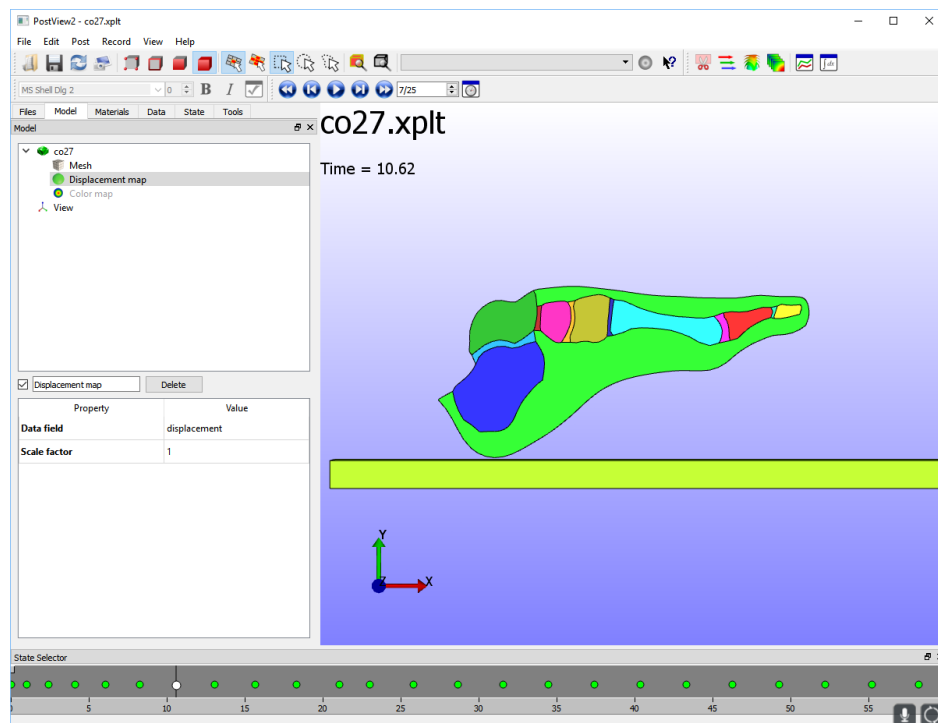 PostView2 - co27.xplt
File Edit Post Record View Help
MS Shell Dlg 2 0 B I 7/25
Files Model Materials Data State Tools
Model
co27.xplt
co27
Mesh
Time = 10.62
Displacement map
Color map
View
Displacement map Delete
Property Value
Data field displacement
Scale factor 1
Y
Z X
State Selector
0 5 10 15 20 25 30 35 40 45 50 55